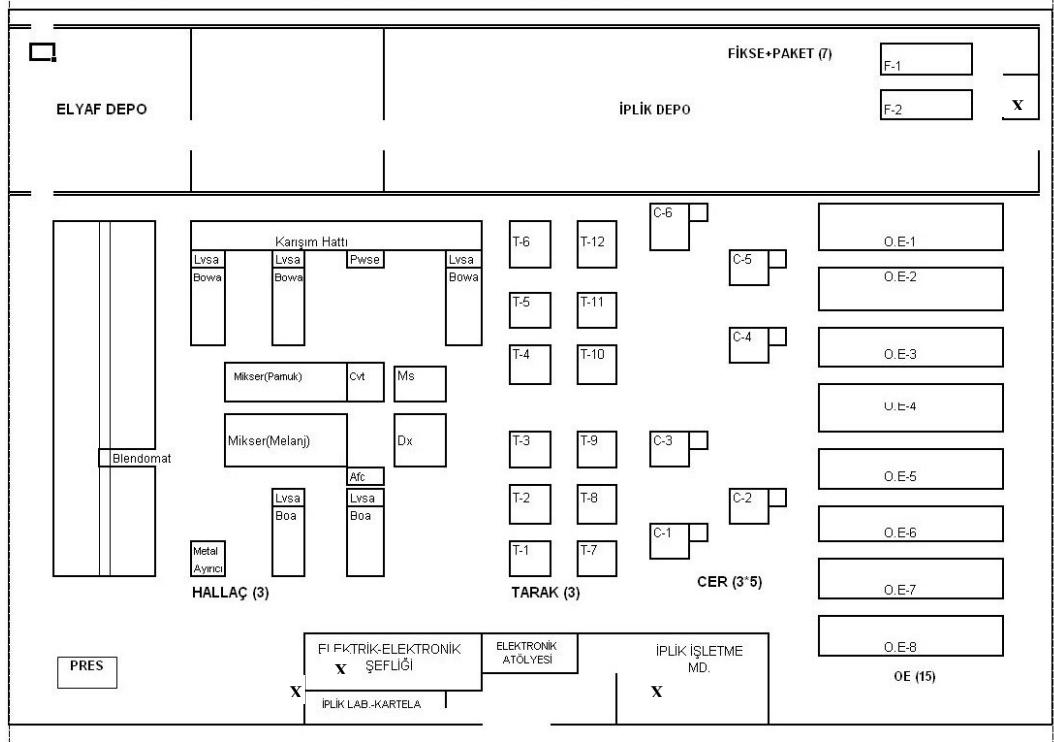 FİKSE+PAKET (7)
F-1
ELYAF DEPO
İPLİK DEPO
F-2
X
C-6
Karışım Hattı
T-6
T-12
O.E-1
Lvsa
Lvsa
Pwse
Lvsa
C-5
Bowa
Bowa
Bowa
O.E-2
T-5
T-11
C-4
T-4
T-10
O.E-3
Mikser(Pamuk)
Cvt
Ms
O.E-4
Mikser(Melanj)
Dx
T-3
T-9
C-3
Blendomat
Afc
O.E-5
Lvsa
Lvsa
T-2
T-8
C-2
Boa
Boa
C-1
O.E-6
Metal
Ayırıcı
T-1
T-7
HALLAÇ (3)
TARAK (3)
CER (3*5)
O.E-7
ELEKTRİK-ELEKTRONİK
ŞEFLİĞİ
X
ELEKTRONİK
ATÖLYESİ
İPLİK İŞLETME
MD.
O.E-8
PRES
OE (15)
X
X
İPLİK LAB.-KARTELA